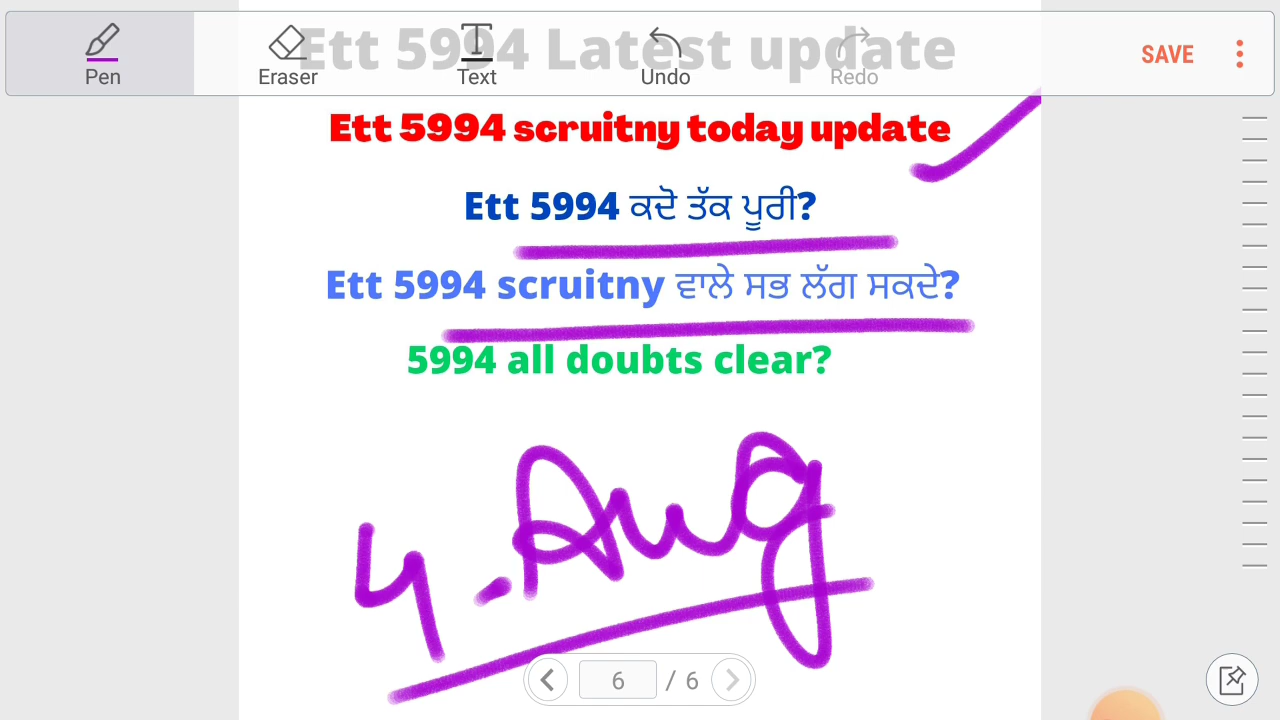 Ett 5994 Latest update
Pen
Eraser
Text
Undo
Redo
SAVE
Ett 5994 scruitny today update
Ett 5994 ਕਦੋ ਤੱਕ ਪੂਰੀ?
Ett 5994 scruitny ਵਾਲੇ ਸਭ ਲੱਗ ਸਕਦੇ?
5994 all doubts clear?
4.Aug
6 / 6